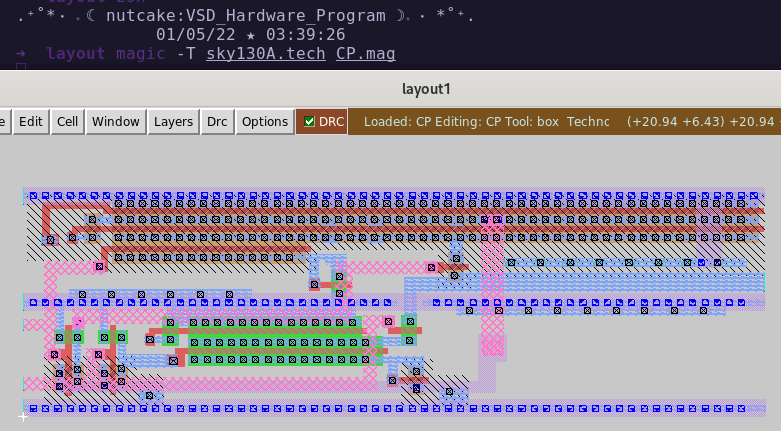 .⁺˚*・ 。☾ nutcake:VSD_Hardware_Program ☽。・ *˚⁺.
01/05/22 ★ 03:39:26
➜ layout magic -T sky130A.tech CP.mag
layout1
Edit Cell Window Layers Drc Options DRC Loaded: CP Editing: CP Tool: box Techno (+20.94 +6.43) +20.94